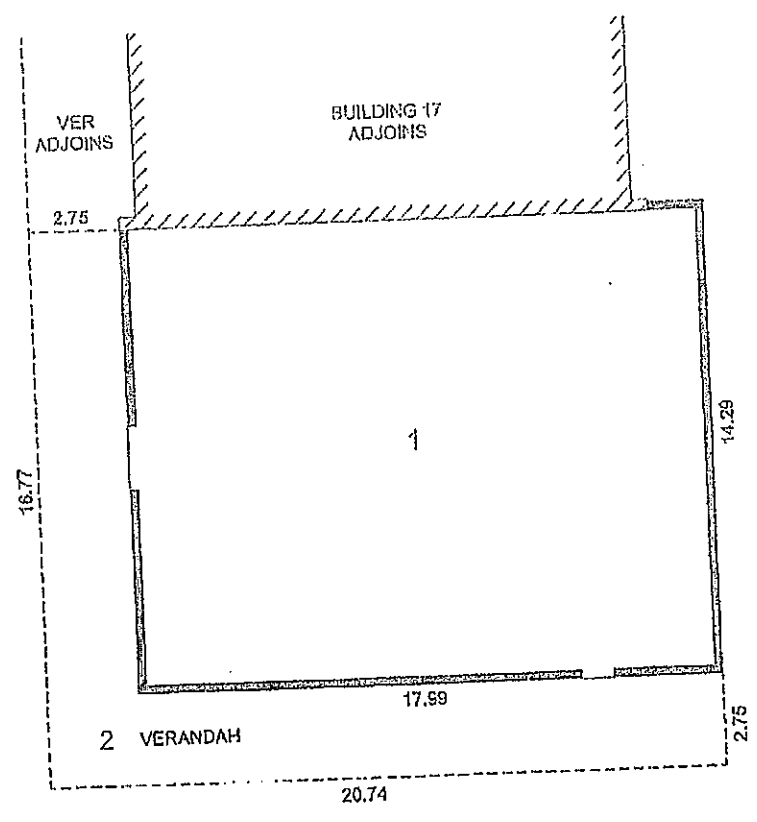 BUILDING 17
ADJOINS
VER
ADJOINS
2.75
14.29
1
16.77
17.99
2.75
2 VERANDAH
20.74